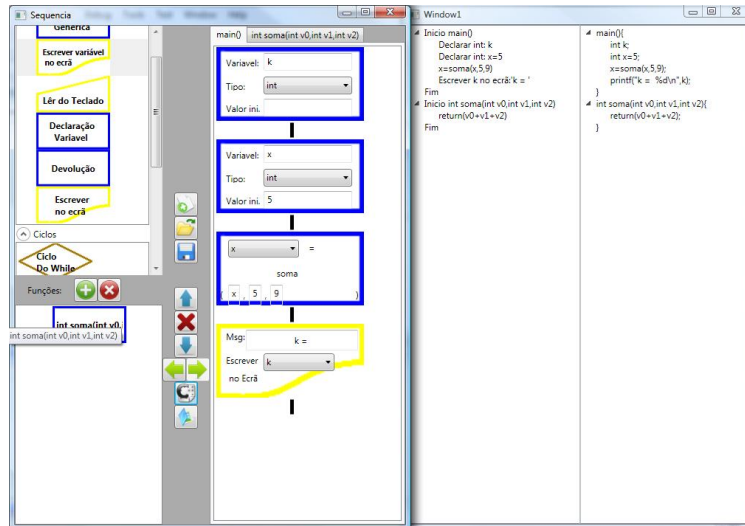 Sequencia
Genérica
Escrever variável
no ecrã
Lêr do Teclado
Declaração
Variavel
Devolução
Escrever
no ecrã
Ciclos
Ciclo
Do While
Funções:
int soma(int v0,
int soma(int v0,int v1,int v2)
main()
int soma(int v0,int v1,int v2)
Variavel: k
Tipo: int
Valor ini.
Variavel: x
Tipo: int
Valor ini. 5
x =
soma
( x , 5 , 9 )
Msg: k =
Escrever k
no Ecrã
Window1
Inicio main()
Declarar int: k
Declarar int: x=5
x=soma(x,5,9)
Escrever k no ecrã:'k = '
Fim
Inicio int soma(int v0,int v1,int v2)
return(v0+v1+v2)
Fim
main(){
int k;
int x=5;
x=soma(x,5,9);
printf("k = %d\n",k);
}
int soma(int v0,int v1,int v2){
return(v0+v1+v2);
}